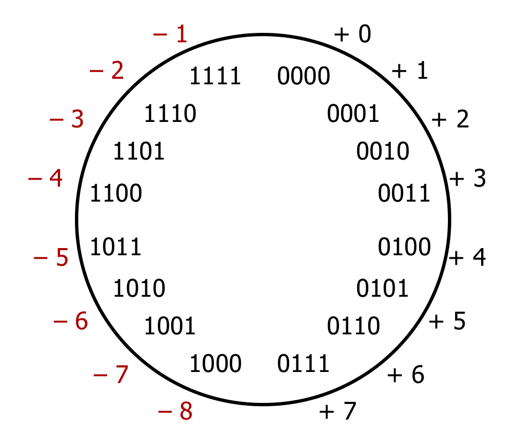 − 1 + 0
1111 0000
− 2 + 1
1110 0001
− 3 + 2
1101 0010
− 4 + 3
1100 0011
1011 0100
− 5 + 4
1010 0101
− 6 + 5
1001 0110
1000 0111
− 7 + 6
− 8 + 7